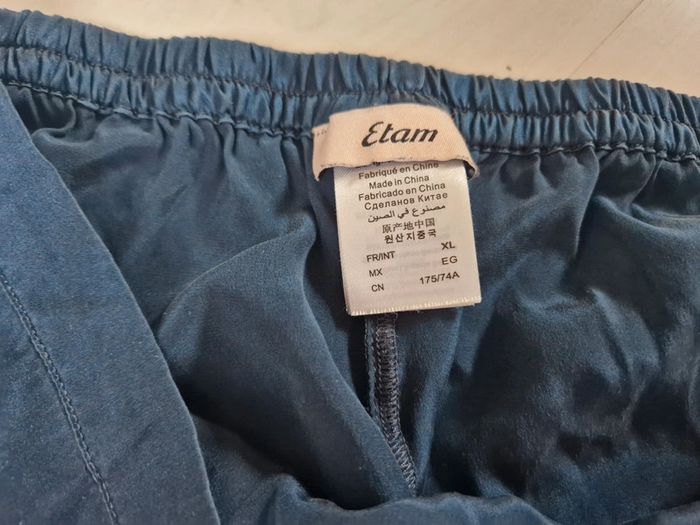 Etam
Fabriqué en Chine
Made in China
Fabricado en China
Сделанов Китае
مصنوع في الصين
原产地中国
원산지중국
FR/INT XL
MX EG
CN 175/74A